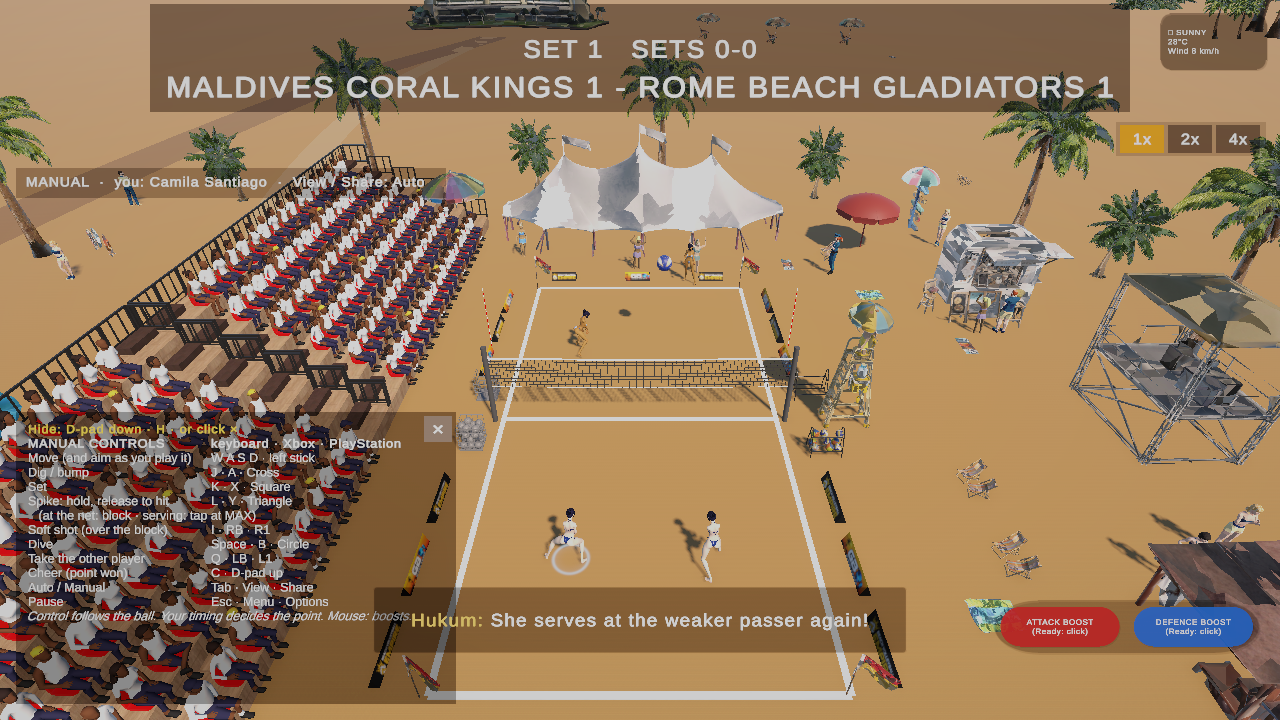 SET 1 SETS 0-0
MALDIVES CORAL KINGS 1 - ROME BEACH GLADIATORS 1
SUNNY
28°C
Wind 8 km/h
1x 2x 4x
MANUAL · you: Camila Santiago · View / Share: Auto
Hide: D-pad down · H · or click ×
MANUAL CONTROLS keyboard · Xbox · PlayStation
Move (and aim as you play it) W A S D · left stick
Dig / bump J · A · Cross
Set K · X · Square
Spike: hold, release to hit L · Y · Triangle
(at the net: block · serving: tap at MAX)
Soft shot (over the block) I · RB · R1
Dive Space · B · Circle
Take the other player Q · LB · L1
Cheer (point won) C · D-pad up
Auto / Manual Tab · View · Share
Pause Esc · Menu · Options
Control follows the ball. Your timing decides the point. Mouse: boosts.
Hukum: She serves at the weaker passer again!
ATTACK BOOST
(Ready: click)
DEFENCE BOOST
(Ready: click)